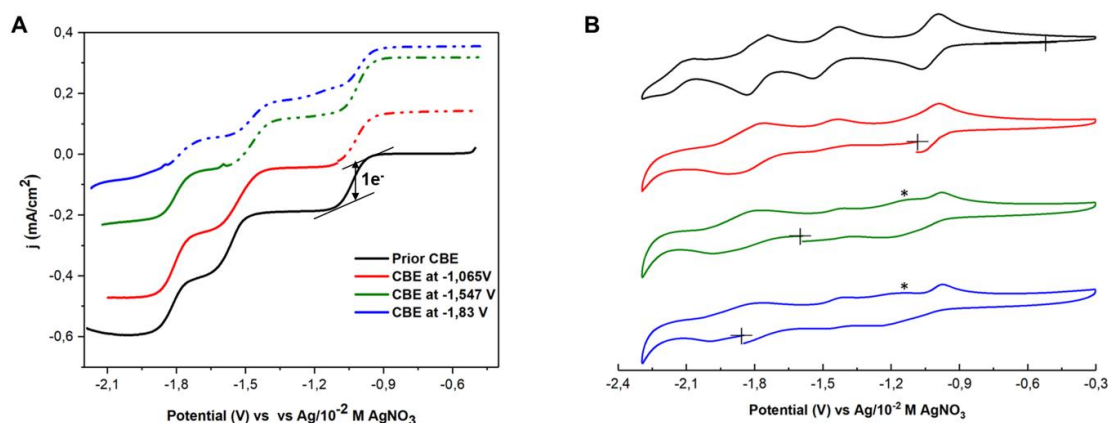 A
0,4
0,2
0,0
-0,2
-0,4
-0,6
j (mA/cm²)
1e⁻
Prior CBE
CBE at -1,065V
CBE at -1,547 V
CBE at -1,83 V
-2,1 -1,8 -1,5 -1,2 -0,9 -0,6
Potential (V) vs vs Ag/10⁻² M AgNO₃
B
*
*
-2,4 -2,1 -1,8 -1,5 -1,2 -0,9 -0,6 -0,3
Potential (V) vs Ag/10⁻² M AgNO₃